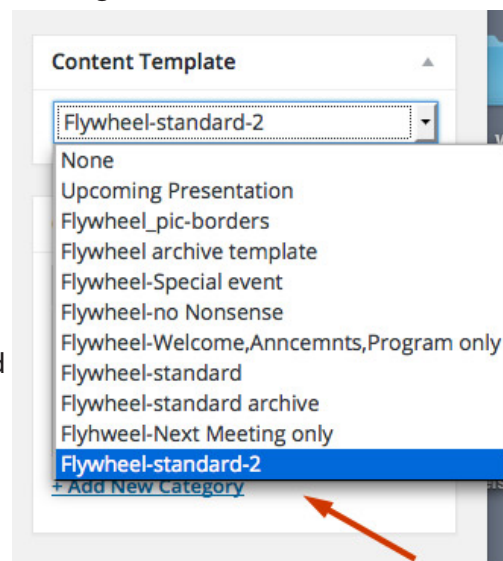 Content Template
Flywheel-standard-2
None
Upcoming Presentation
Flywheel_pic-borders
Flywheel archive template
Flywheel-Special event
Flywheel-no Nonsense
Flywheel-Welcome,Anncemnts,Program only
Flywheel-standard
Flywheel-standard archive
Flyhweel-Next Meeting only
Flywheel-standard-2
+ Add New Category